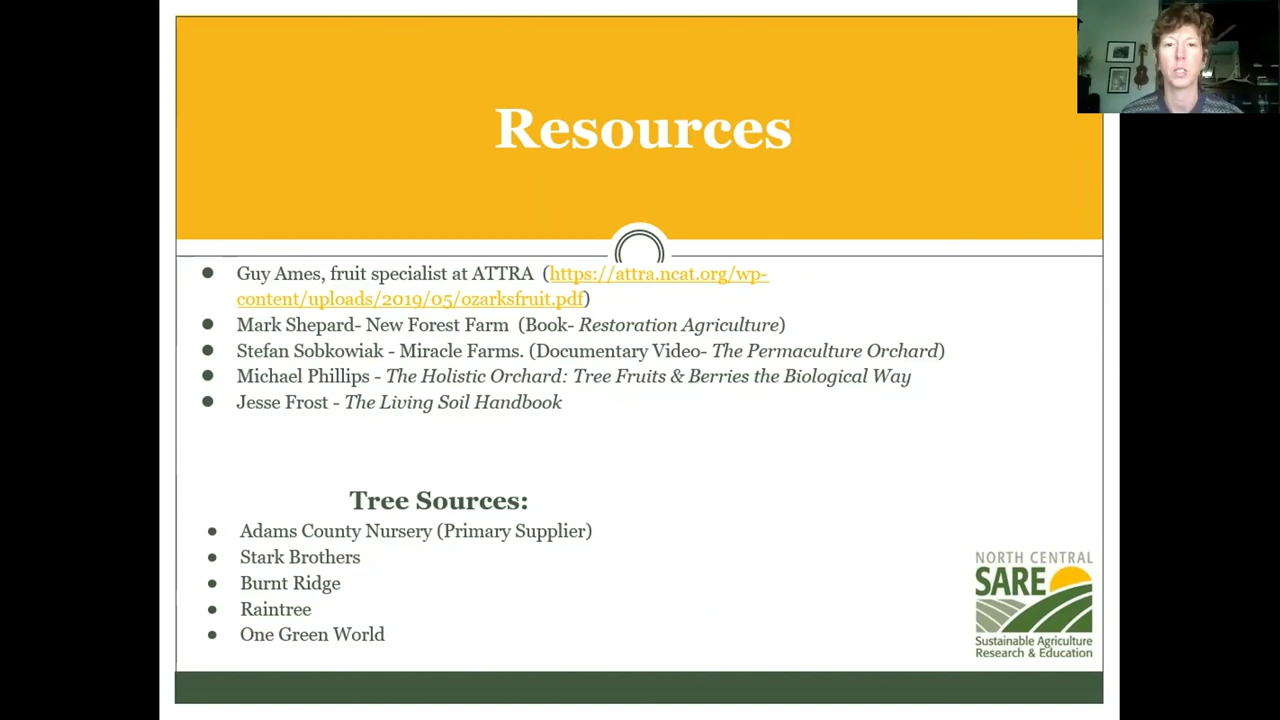 Resources
● Guy Ames, fruit specialist at ATTRA (https://attra.ncat.org/wp-
content/uploads/2019/05/ozarksfruit.pdf)
● Mark Shepard- New Forest Farm (Book- Restoration Agriculture)
● Stefan Sobkowiak - Miracle Farms. (Documentary Video- The Permaculture Orchard)
● Michael Phillips - The Holistic Orchard: Tree Fruits & Berries the Biological Way
● Jesse Frost - The Living Soil Handbook
Tree Sources:
● Adams County Nursery (Primary Supplier)
● Stark Brothers
● Burnt Ridge
● Raintree
● One Green World
NORTH CENTRAL
SARE
Sustainable Agriculture
Research & Education